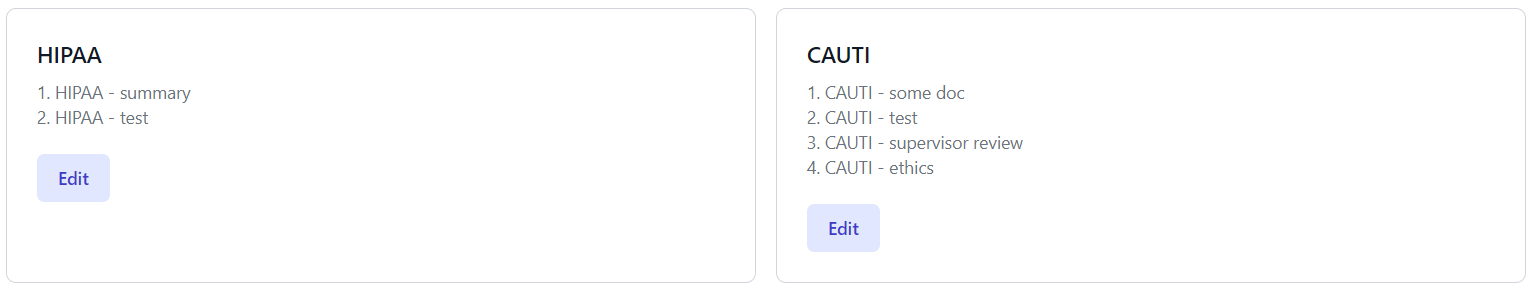 HIPAA
1. HIPAA - summary
2. HIPAA - test
Edit
CAUTI
1. CAUTI - some doc
2. CAUTI - test
3. CAUTI - supervisor review
4. CAUTI - ethics
Edit